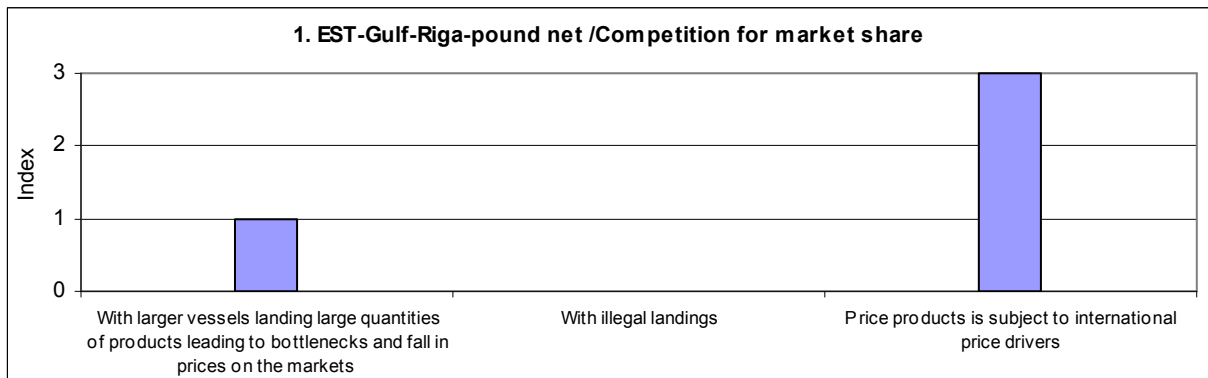 1. EST-Gulf-Riga-pound net /Competition for market share
3
2
1
0
Index
With larger vessels landing large quantities
of products leading to bottlenecks and fall in
prices on the markets
With illegal landings
Price products is subject to international
price drivers